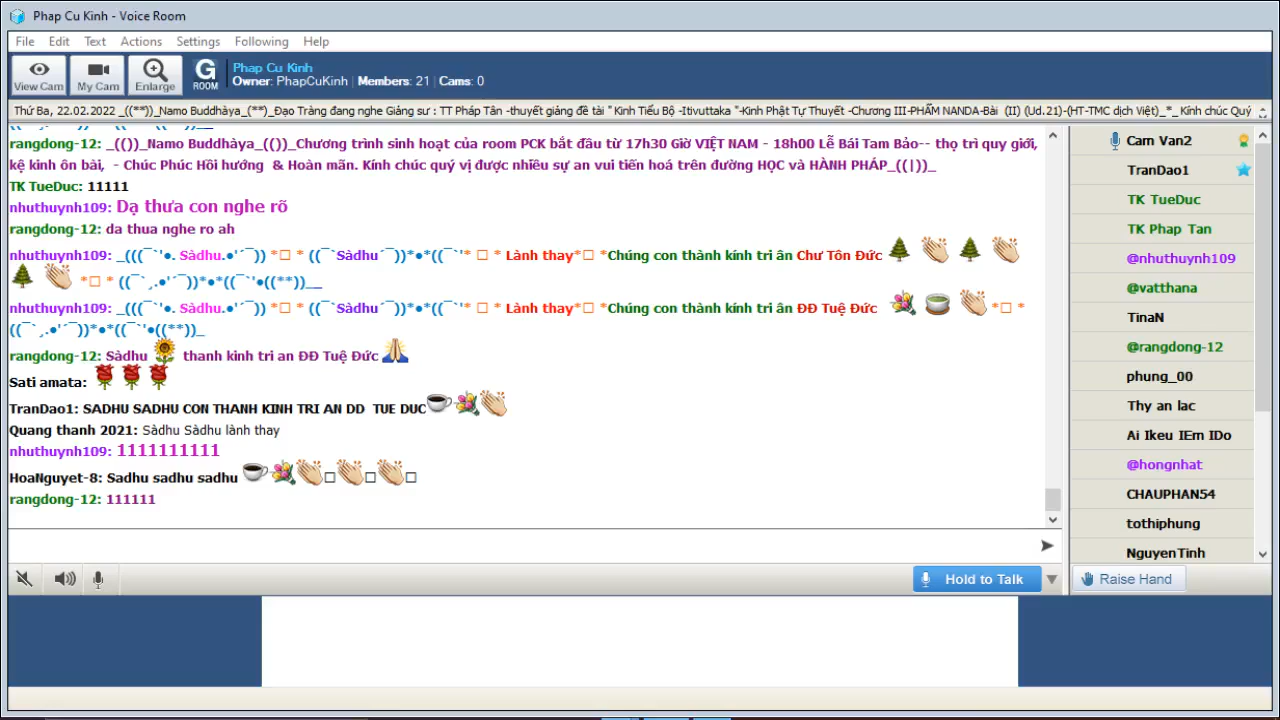 Phap Cu Kinh - Voice Room
File Edit Text Actions Settings Following Help
View Cam My Cam Enlarge G ROOM
Phap Cu Kinh
Owner: PhapCuKinh | Members: 21 | Cams: 0
Thứ Ba, 22.02.2022 _((**))_Namo Buddhàya_(**)_Đạo Tràng đang nghe Giảng sư : TT Pháp Tân -thuyết giảng đề tài " Kinh Tiểu Bộ -Itivuttaka "-Kinh Phật Tự Thuyết -Chương III-PHẨM NANDA-Bài (II) (Ud.21)-(HT-TMC dịch Việt)_*_ Kính chúc Quý
rangdong-12: _(())_Namo Buddhàya_(())_Chương trình sinh hoạt của room PCK bắt đầu từ 17h30 Giờ VIỆT NAM - 18h00 Lễ Bái Tam Bảo-- thọ trì quy giới,
kệ kinh ôn bài, - Chúc Phúc Hồi hướng & Hoàn mãn. Kính chúc quý vị được nhiều sự an vui tiến hoá trên đường HỌC và HÀNH PHÁP_((|))_
TK TueDuc: 11111
nhuthuynh109: Dạ thưa con nghe rõ
rangdong-12: da thua nghe ro ah
nhuthuynh109: _(((¯`'●. Sàdhu.●'´¯)) *□ * ((¯`Sàdhu´¯))*●*((¯`'* □ * Lành thay*□ *Chúng con thành kính tri ân Chư Tôn Đức
*□ * ((¯`¸.●'´¯))*●*((¯`'●((**))__
nhuthuynh109: _(((¯`'●. Sàdhu.●'´¯)) *□ * ((¯`Sàdhu´¯))*●*((¯`'* □ * Lành thay*□ *Chúng con thành kính tri ân ĐĐ Tuệ Đức *□ *
((¯`¸.●'´¯))*●*((¯`'●((**))_
rangdong-12: Sàdhu thanh kinh tri an ĐĐ Tuệ Đức
Sati amata:
TranDao1: SADHU SADHU CON THANH KINH TRI AN DD TUE DUC
Quang thanh 2021: Sàdhu Sàdhu lành thay
nhuthuynh109: 1111111111
HoaNguyet-8: Sadhu sadhu sadhu □ □ □
rangdong-12: 111111
Hold to Talk
Cam Van2
TranDao1
TK TueDuc
TK Phap Tan
@nhuthuynh109
@vatthana
TinaN
@rangdong-12
phung_00
Thy an lac
Ai Ikeu IEm IDo
@hongnhat
CHAUPHAN54
tothiphung
NguyenTinh
Raise Hand